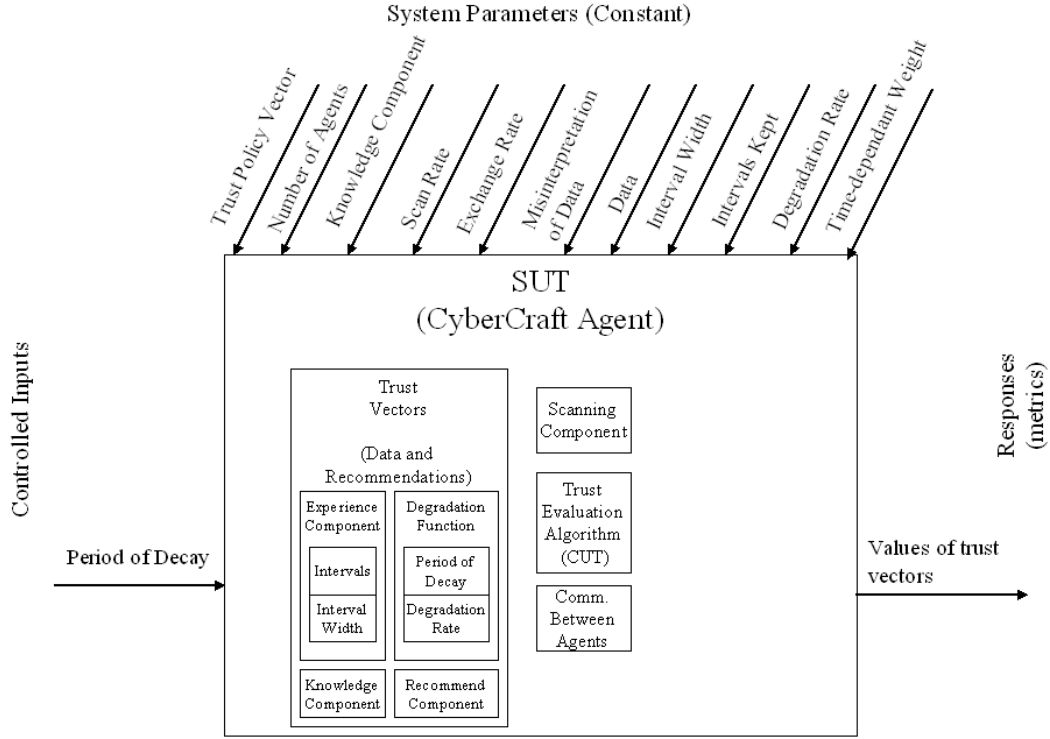 System Parameters (Constant)
Trust Policy Vector
Number of Agents
Knowledge Component
Scan Rate
Exchange Rate
Misinterpretation
of Data
Data
Interval Width
Intervals Kept
Degradation Rate
Time-dependant Weight
SUT
(CyberCraft Agent)
Controlled Inputs
Period of Decay
Trust
Vectors
(Data and
Recommendations)
Experience
Component
Intervals
Interval
Width
Degradation
Function
Period of
Decay
Degradation
Rate
Knowledge
Component
Recommend
Component
Scanning
Component
Trust
Evaluation
Algorithm
(CUT)
Comm.
Between
Agents
Responses
(metrics)
Values of trust
vectors